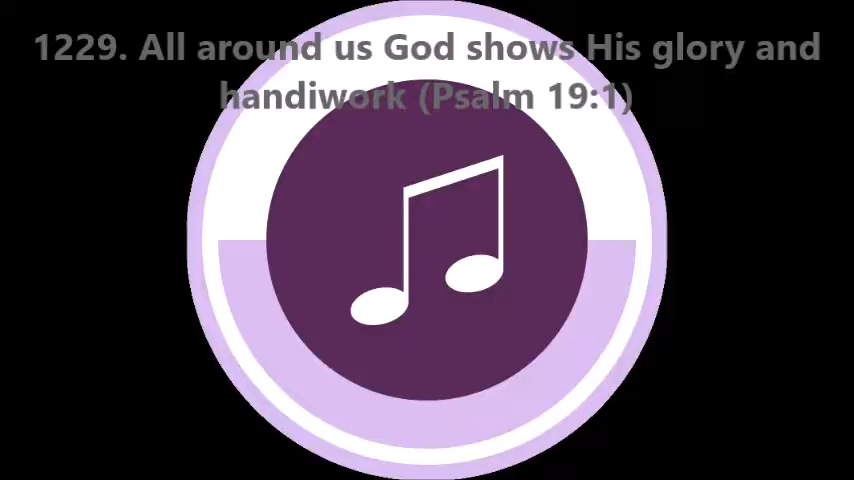 1229. All around us God shows His glory and
handiwork (Psalm 19:1)